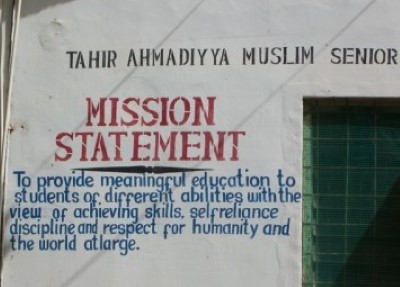 TAHIR AHMADIYYA MUSLIM SENIOR
MISSION
STATEMENT
To provide meaningful education to
students of different abilities with the
view of achieving skills, selfreliance
discipline and respect for humanity and
the world atlarge.